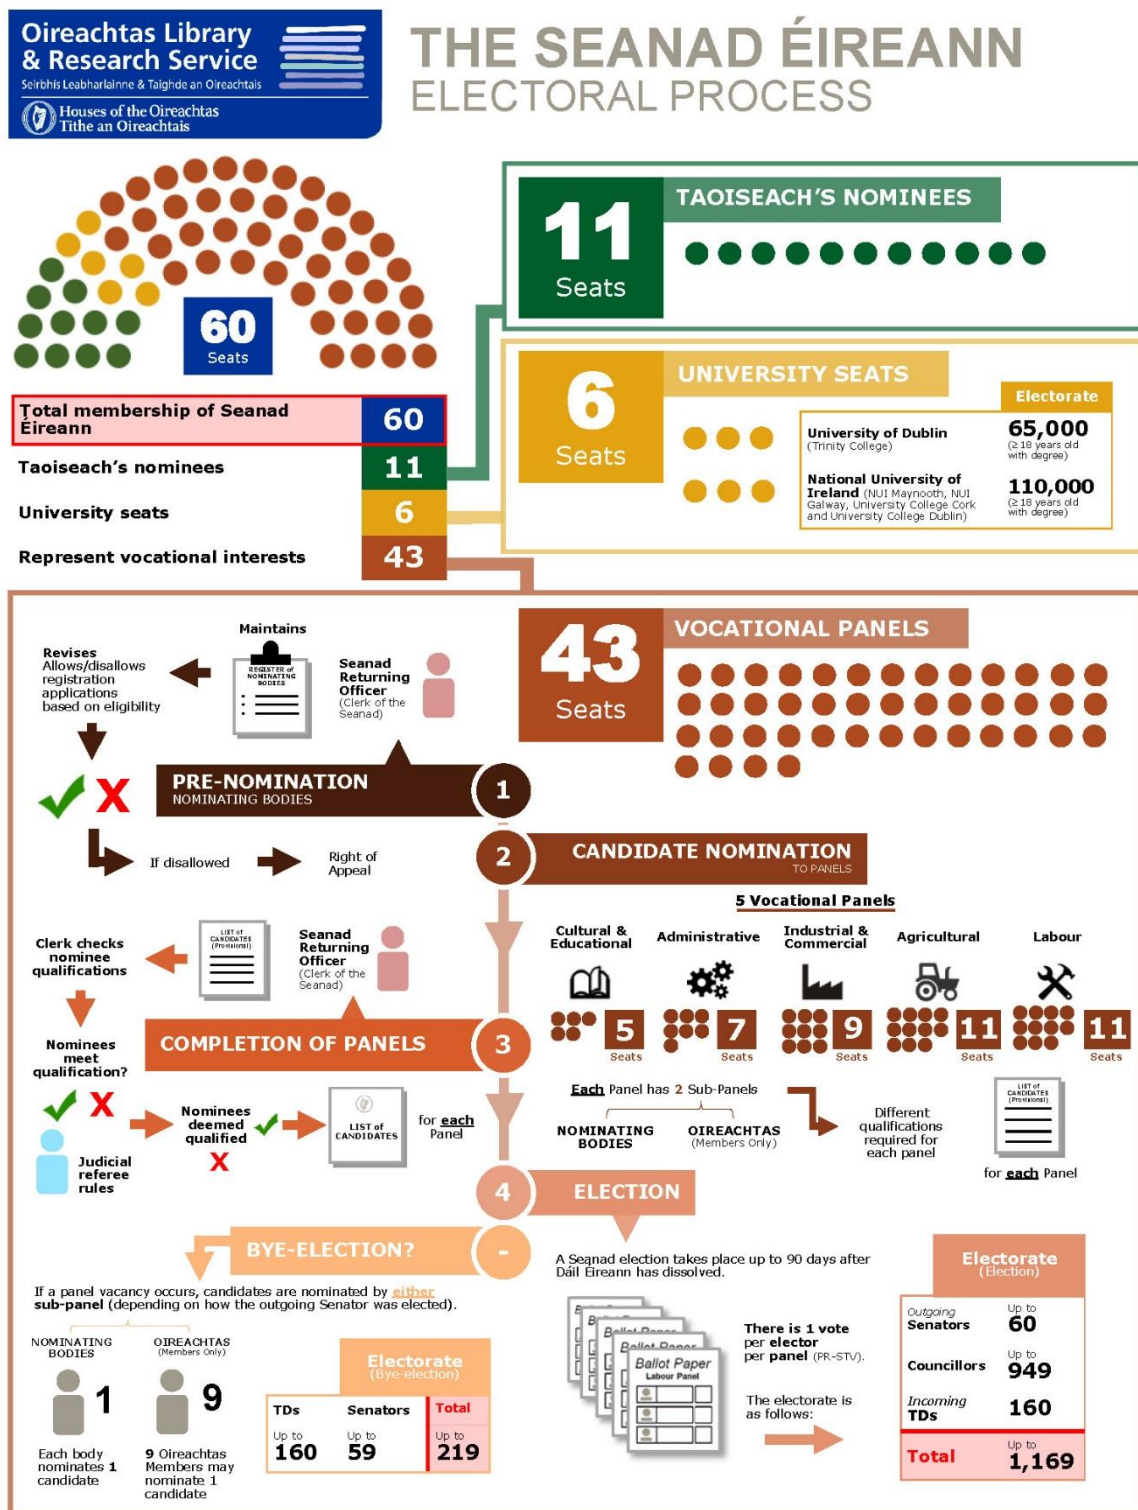 Oireachtas Library
& Research Service
Seirbhís Leabharlainne & Taighde an Oireachtais
Houses of the Oireachtas
Tithe an Oireachtais
THE SEANAD ÉIREANN
ELECTORAL PROCESS
60
Seats
Total membership of Seanad
Éireann
60
Taoiseach's nominees
11
University seats
6
Represent vocational interests
43
11
Seats
TAOISEACH'S NOMINEES
6
Seats
UNIVERSITY SEATS
Electorate
University of Dublin
(Trinity College)
65,000
(≥18 years old
with degree)
National University of
Ireland (NUI Maynooth, NUI
Galway, University College Cork
and University College Dublin)
110,000
(≥18 years old
with degree)
43
Seats
VOCATIONAL PANELS
Maintains
Revises
Allows/disallows
registration
applications
based on eligibility
REGISTER of
NOMINATING
BODIES
Seanad
Returning
Officer
(Clerk of the
Seanad)
PRE-NOMINATION
NOMINATING BODIES
1
If disallowed
Right of
Appeal
2
CANDIDATE NOMINATION
TO PANELS
5 Vocational Panels
Cultural &
Educational
Administrative
Industrial &
Commercial
Agricultural
Labour
5
Seats
7
Seats
9
Seats
11
Seats
11
Seats
Each Panel has 2 Sub-Panels
NOMINATING
BODIES
OIREACHTAS
(Members Only)
Different
qualifications
required for
each panel
LIST of
CANDIDATES
(Provisional)
for each Panel
Clerk checks
nominee
qualifications
LIST of
CANDIDATES
(Provisional)
Seanad
Returning
Officer
(Clerk of the
Seanad)
COMPLETION OF PANELS
3
Nominees
meet
qualification?
Judicial
referee
rules
Nominees
deemed
qualified
LIST of
CANDIDATES
for each
Panel
4
ELECTION
A Seanad election takes place up to 90 days after
Dáil Eireann has dissolved.
Ballot Paper
Ballot Paper
Labour Panel
There is 1 vote
per elector
per panel (PR-STV).
The electorate is
as follows:
Electorate
(Election)
Outgoing
Senators
Up to
60
Councillors
Up to
949
Incoming
TDs
160
Total
Up to
1,169
BYE-ELECTION?
-
If a panel vacancy occurs, candidates are nominated by either
sub-panel (depending on how the outgoing Senator was elected).
NOMINATING
BODIES
OIREACHTAS
(Members Only)
1
9
Each body
nominates 1
candidate
9 Oireachtas
Members may
nominate 1
candidate
Electorate
(Bye-election)
TDs
Senators
Total
Up to
160
Up to
59
Up to
219